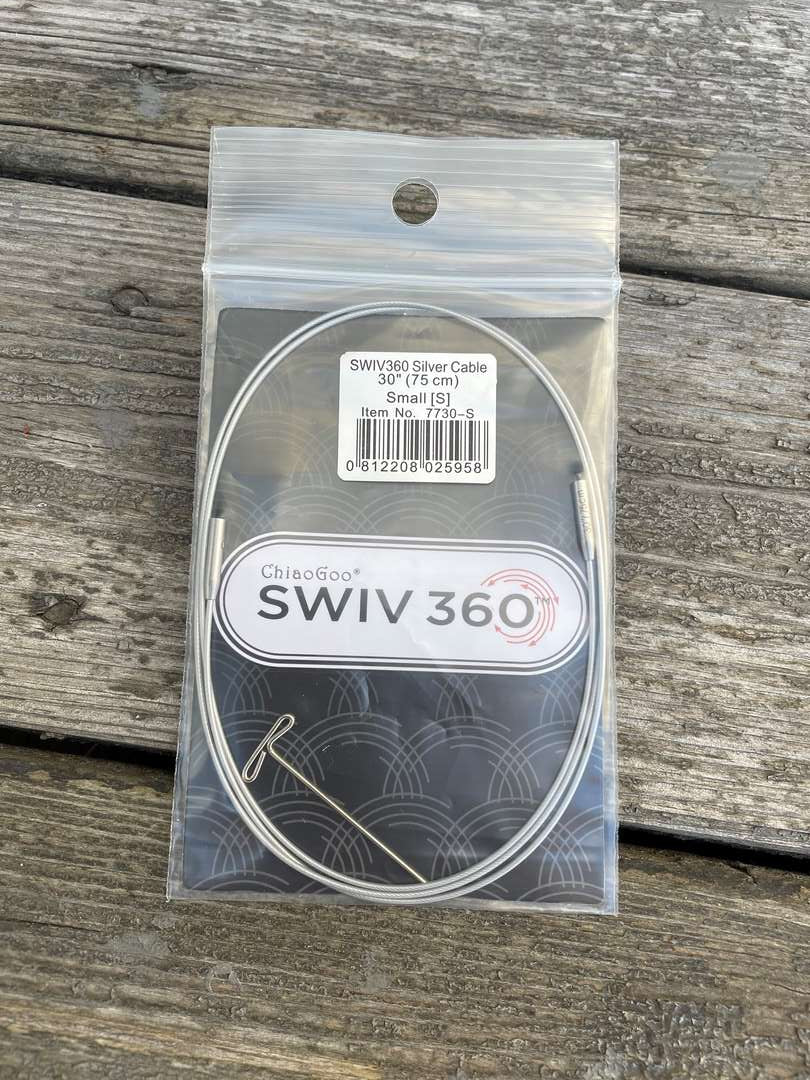 SWIV360 Silver Cable
30" (75 cm)
Small [S]
Item No. 7730-S
0 812208 025958
ChiaoGoo®
SWIV 360™